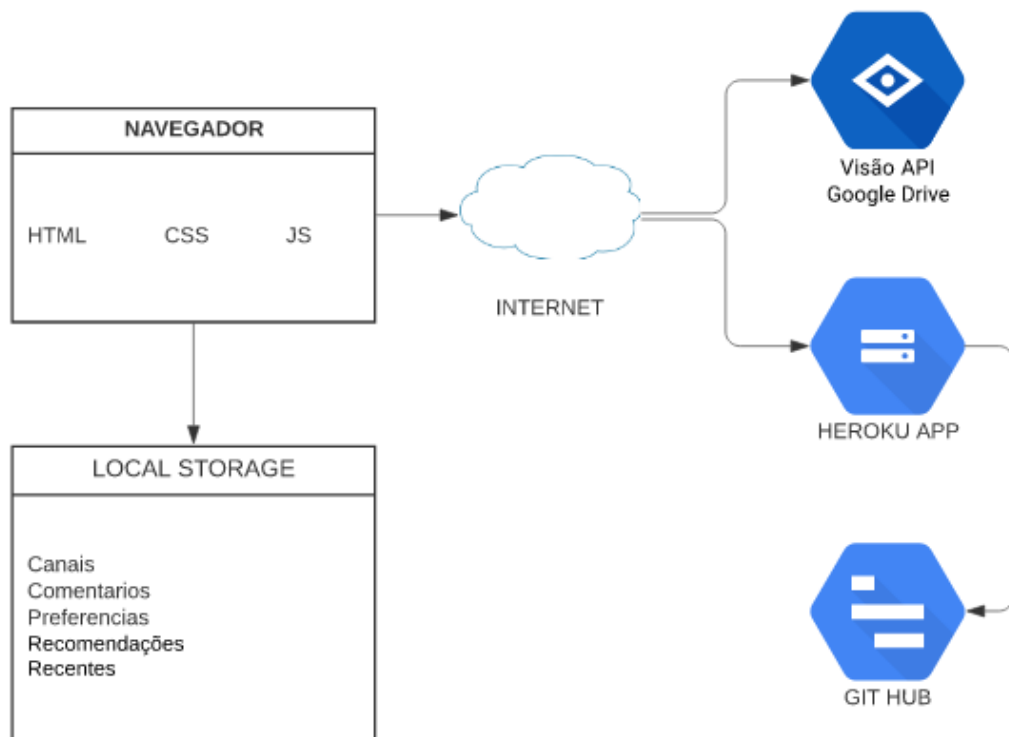 NAVEGADOR
HTML CSS JS
INTERNET
Visão API
Google Drive
HEROKU APP
LOCAL STORAGE
Canais
Comentarios
Preferencias
Recomendações
Recentes
GIT HUB